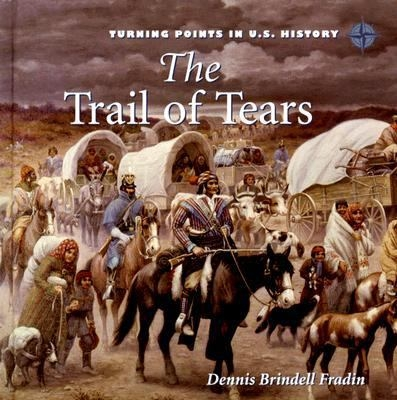 TURNING POINTS IN U.S. HISTORY
The
Trail of Tears
Dennis Brindell Fradin